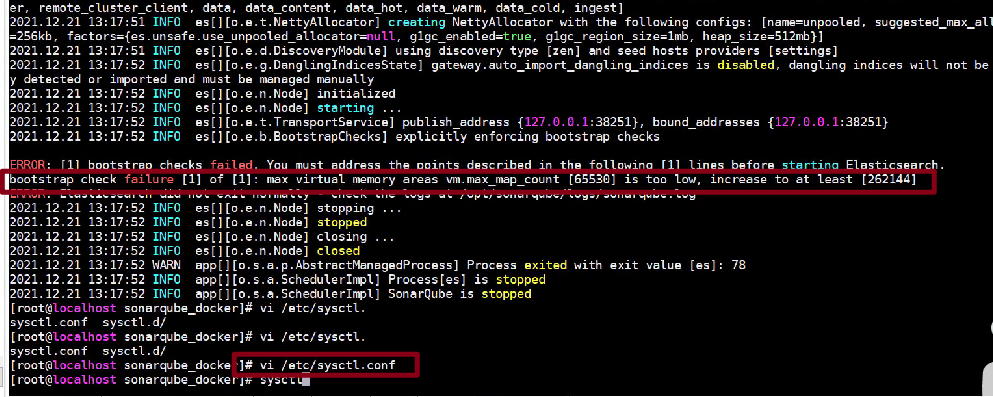 er, remote_cluster_client, data, data_content, data_hot, data_warm, data_cold, ingest]
2021.12.21 13:17:51 INFO  es[][o.e.t.NettyAllocator] creating NettyAllocator with the following configs: [name=unpooled, suggested_max_all
=256kb, factors={es.unsafe.use_unpooled_allocator=null, g1gc_enabled=true, g1gc_region_size=1mb, heap_size=512mb}]
2021.12.21 13:17:51 INFO  es[][o.e.d.DiscoveryModule] using discovery type [zen] and seed hosts providers [settings]
2021.12.21 13:17:51 INFO  es[][o.e.g.DanglingIndicesState] gateway.auto_import_dangling_indices is disabled, dangling indices will not be
y detected or imported and must be managed manually
2021.12.21 13:17:52 INFO  es[][o.e.n.Node] initialized
2021.12.21 13:17:52 INFO  es[][o.e.n.Node] starting ...
2021.12.21 13:17:52 INFO  es[][o.e.t.TransportService] publish_address {127.0.0.1:38251}, bound_addresses {127.0.0.1:38251}
2021.12.21 13:17:52 INFO  es[][o.e.b.BootstrapChecks] explicitly enforcing bootstrap checks
ERROR: [1] bootstrap checks failed. You must address the points described in the following [1] lines before starting Elasticsearch.
bootstrap check failure [1] of [1]: max virtual memory areas vm.max_map_count [65530] is too low, increase to at least [262144]
ERROR: Elasticsearch did not exit normally - check the logs at /opt/sonarqube/logs/sonarqube.log
2021.12.21 13:17:52 INFO  es[][o.e.n.Node] stopping ...
2021.12.21 13:17:52 INFO  es[][o.e.n.Node] stopped
2021.12.21 13:17:52 INFO  es[][o.e.n.Node] closing ...
2021.12.21 13:17:52 INFO  es[][o.e.n.Node] closed
2021.12.21 13:17:52 WARN  app[][o.s.a.p.AbstractManagedProcess] Process exited with exit value [es]: 78
2021.12.21 13:17:52 INFO  app[][o.s.a.SchedulerImpl] Process[es] is stopped
2021.12.21 13:17:52 INFO  app[][o.s.a.SchedulerImpl] SonarQube is stopped
[root@localhost sonarqube_docker]# vi /etc/sysctl.
sysctl.conf  sysctl.d/
[root@localhost sonarqube_docker]# vi /etc/sysctl.
sysctl.conf  sysctl.d/
[root@localhost sonarqube_docker]# vi /etc/sysctl.conf
[root@localhost sonarqube_docker]# sysctl